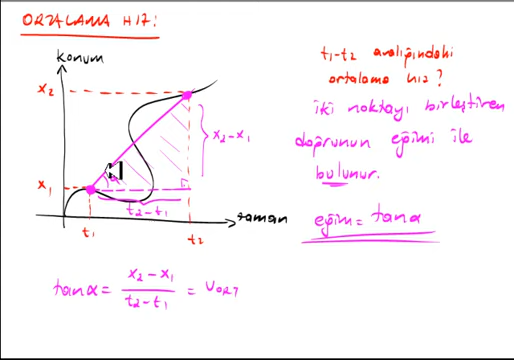 ORTALAMA HIZ:
konum
x₂
x₁
x₂-x₁
α
t₂-t₁
t₁
t₂
zaman
t₁-t₂ aralığındaki
ortalama hız?
iki noktayı birleştiren
doğrunun eğimi ile
bulunur.
eğim = tanα
tanα = x₂-x₁ / t₂-t₁ = VORT